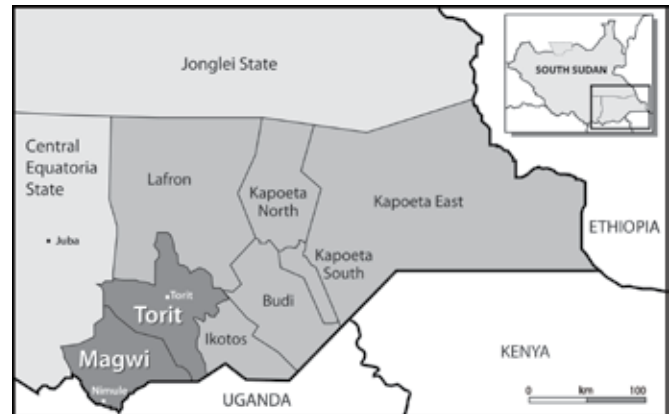 Jonglei State
SOUTH SUDAN
Central
Equatoria
State
Juba
Lafron
Kapoeta
North
Kapoeta East
ETHIOPIA
Kapoeta
South
Torit
Torit
Budi
Ikotos
Magwi
Nimule
UGANDA
KENYA
km
0 100